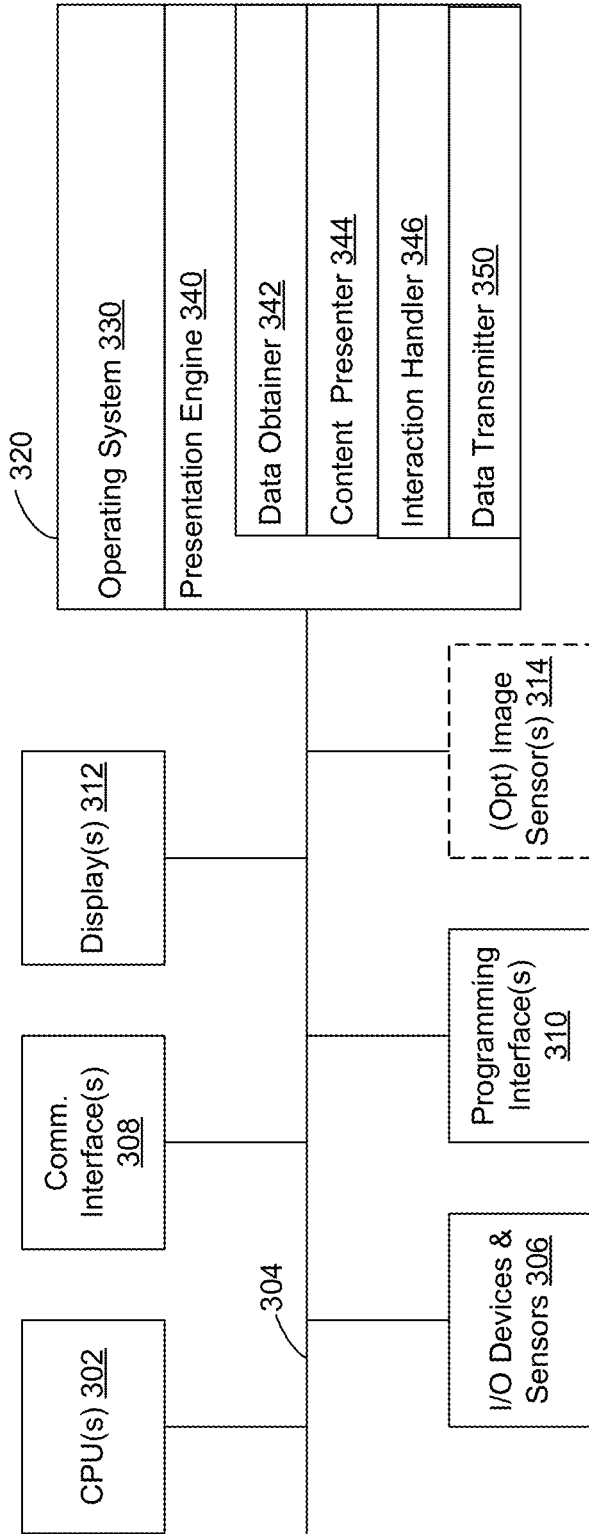 CPU(s) 302
Comm.
Interface(s)
308
Display(s) 312
304
I/O Devices &
Sensors 306
Programming
Interface(s)
310
(Opt) Image
Sensor(s) 314
320
Operating System 330
Presentation Engine 340
Data Obtainer 342
Content Presenter 344
Interaction Handler 346
Data Transmitter 350